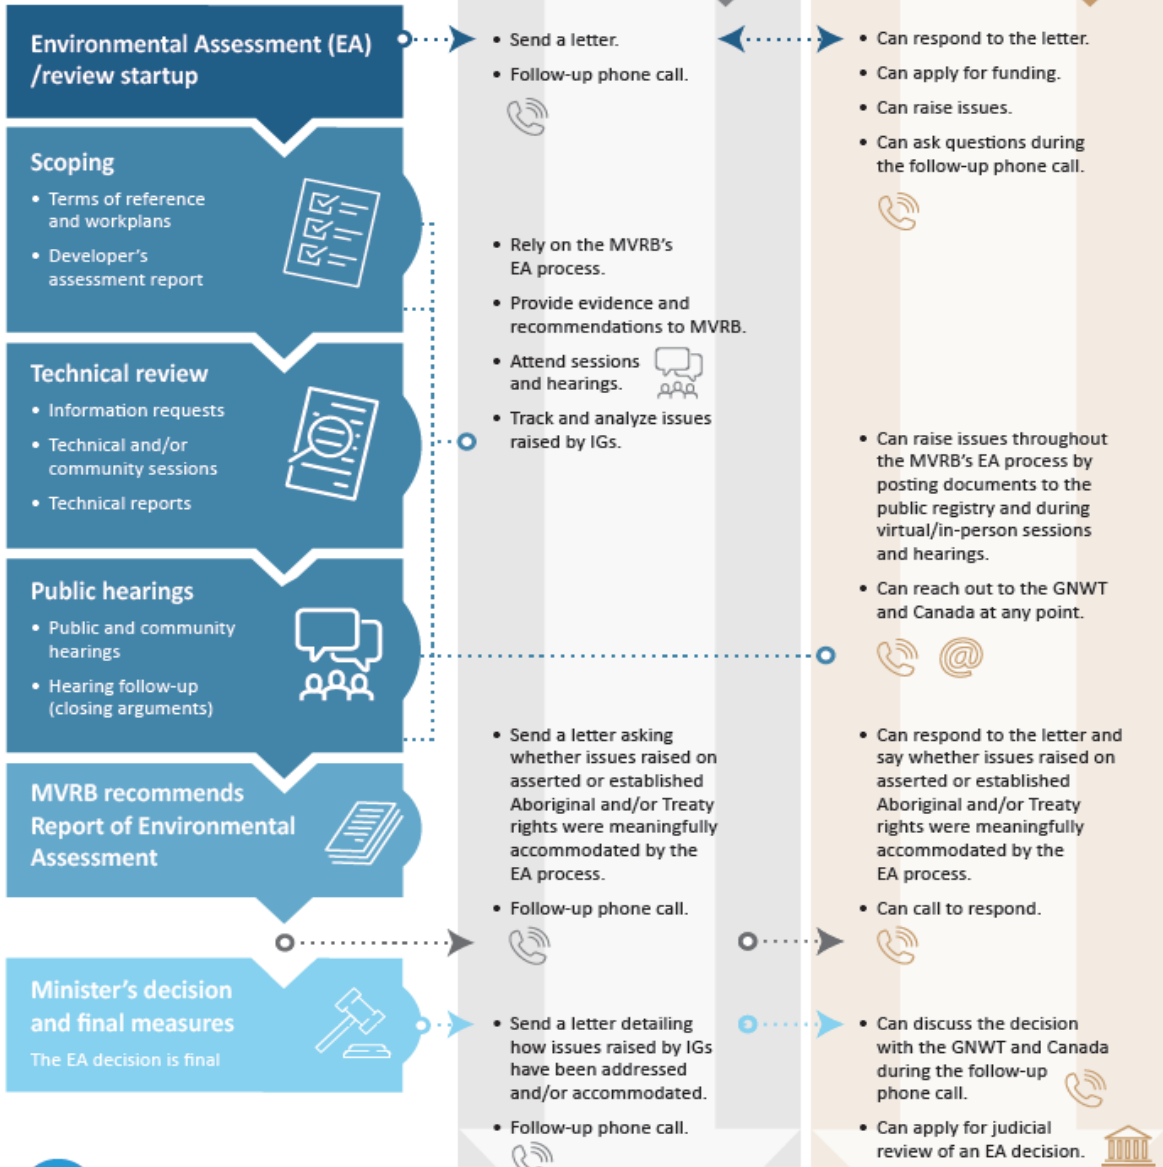 Environmental Assessment (EA)
/review startup
• Send a letter.
• Follow-up phone call.
• Can respond to the letter.
• Can apply for funding.
• Can raise issues.
• Can ask questions during
the follow-up phone call.
Scoping
• Terms of reference
and workplans
• Developer's
assessment report
Technical review
• Information requests
• Technical and/or
community sessions
• Technical reports
Public hearings
• Public and community
hearings
• Hearing follow-up
(closing arguments)
• Rely on the MVRB's
EA process.
• Provide evidence and
recommendations to MVRB.
• Attend sessions
and hearings.
• Track and analyze issues
raised by IGs.
• Can raise issues throughout
the MVRB's EA process by
posting documents to the
public registry and during
virtual/in-person sessions
and hearings.
• Can reach out to the GNWT
and Canada at any point.
@
MVRB recommends
Report of Environmental
Assessment
• Send a letter asking
whether issues raised on
asserted or established
Aboriginal and/or Treaty
rights were meaningfully
accommodated by the
EA process.
• Follow-up phone call.
• Can respond to the letter and
say whether issues raised on
asserted or established
Aboriginal and/or Treaty
rights were meaningfully
accommodated by the
EA process.
• Can call to respond.
Minister's decision
and final measures
The EA decision is final
• Send a letter detailing
how issues raised by IGs
have been addressed
and/or accommodated.
• Follow-up phone call.
• Can discuss the decision
with the GNWT and Canada
during the follow-up
phone call.
• Can apply for judicial
review of an EA decision.